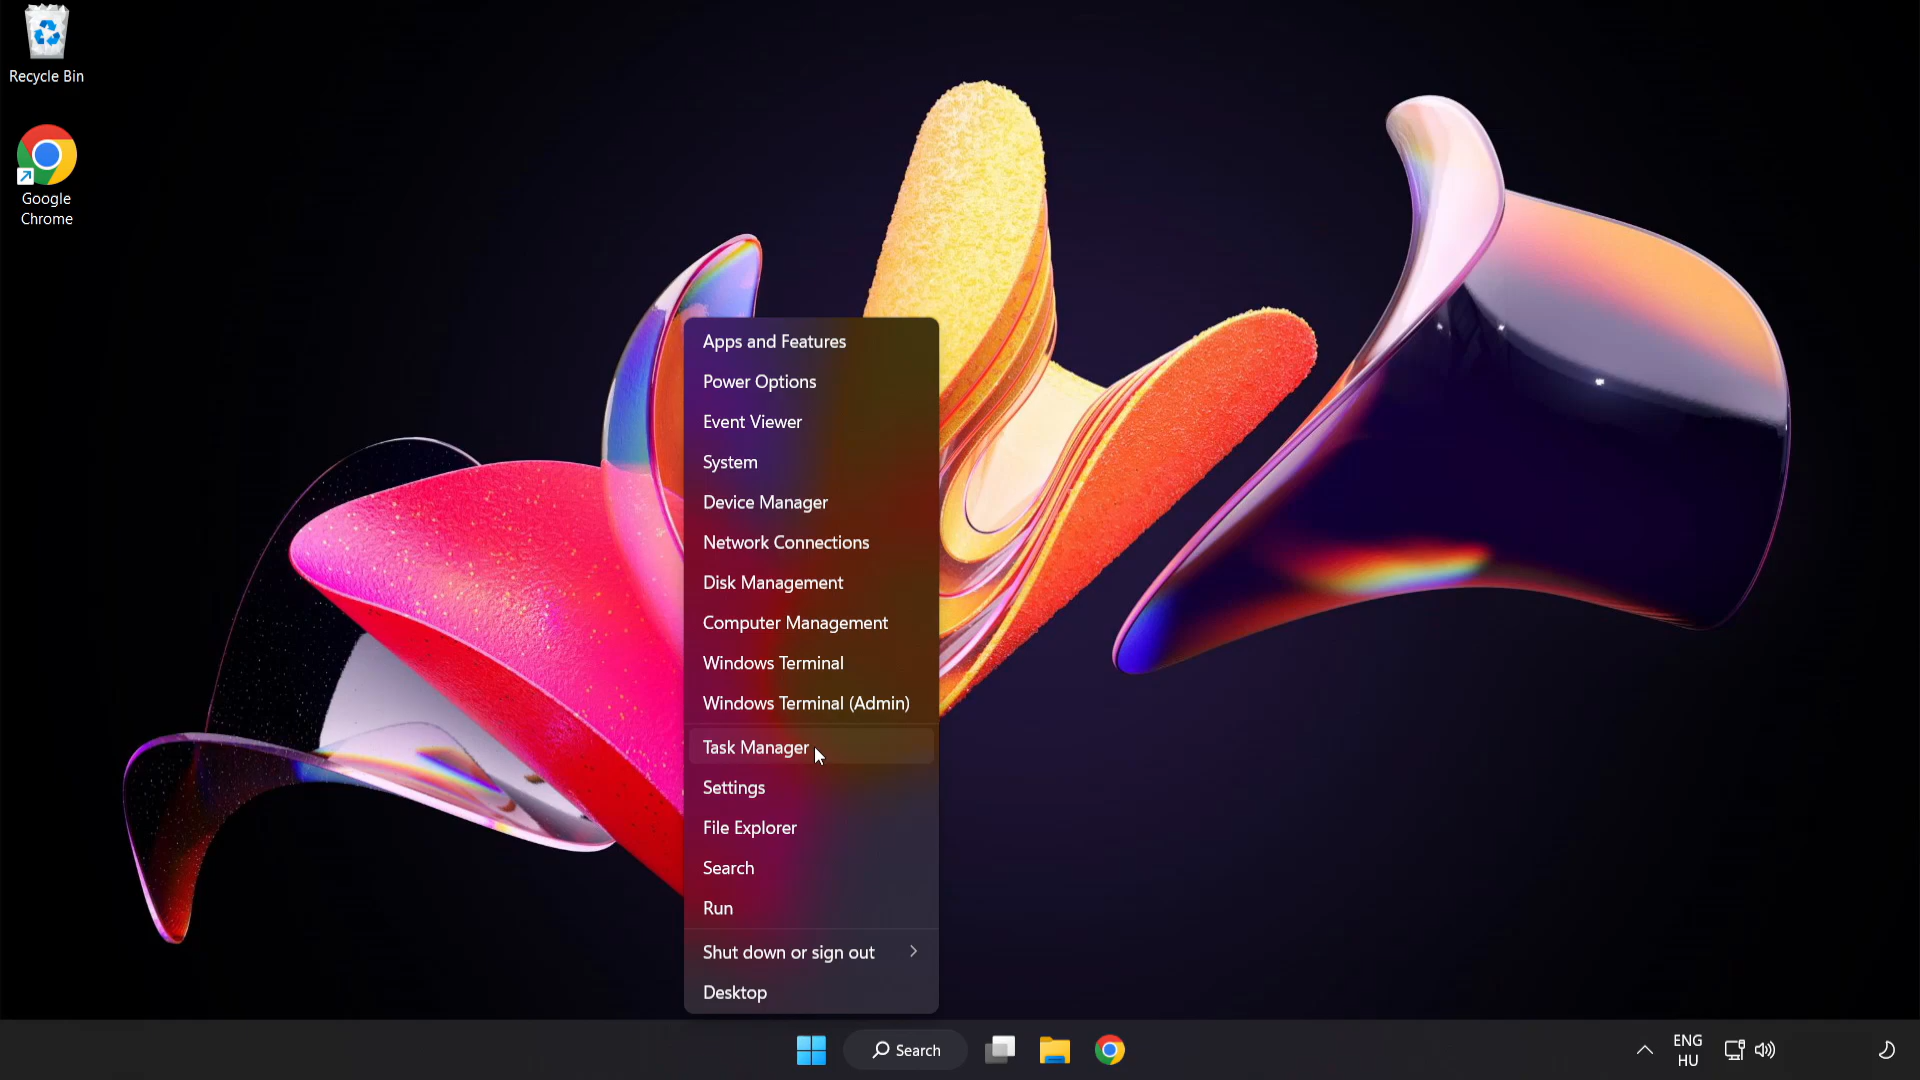 Recycle Bin
Google
Chrome
Apps and Features
Power Options
Event Viewer
System
Device Manager
Network Connections
Disk Management
Computer Management
Windows Terminal
Windows Terminal (Admin)
Task Manager
Settings
File Explorer
Search
Run
Shut down or sign out
Desktop
Search
ENG
HU